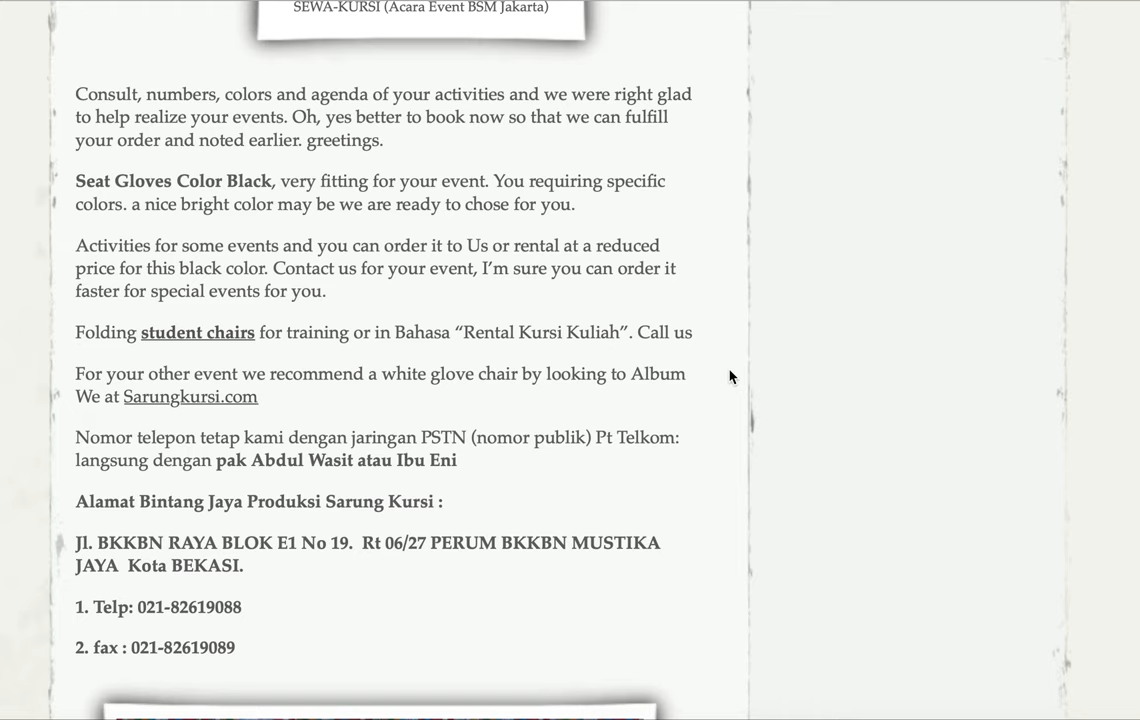 SEWA-KURSI (Acara Event BSM Jakarta)
Consult, numbers, colors and agenda of your activities and we were right glad
to help realize your events. Oh, yes better to book now so that we can fulfill
your order and noted earlier. greetings.
Seat Gloves Color Black, very fitting for your event. You requiring specific
colors. a nice bright color may be we are ready to chose for you.
Activities for some events and you can order it to Us or rental at a reduced
price for this black color. Contact us for your event, I’m sure you can order it
faster for special events for you.
Folding student chairs for training or in Bahasa “Rental Kursi Kuliah”. Call us
For your other event we recommend a white glove chair by looking to Album
We at Sarungkursi.com
Nomor telepon tetap kami dengan jaringan PSTN (nomor publik) Pt Telkom:
langsung dengan pak Abdul Wasit atau Ibu Eni
Alamat Bintang Jaya Produksi Sarung Kursi :
Jl. BKKBN RAYA BLOK E1 No 19.  Rt 06/27 PERUM BKKBN MUSTIKA
JAYA  Kota BEKASI.
1. Telp: 021-82619088
2. fax : 021-82619089